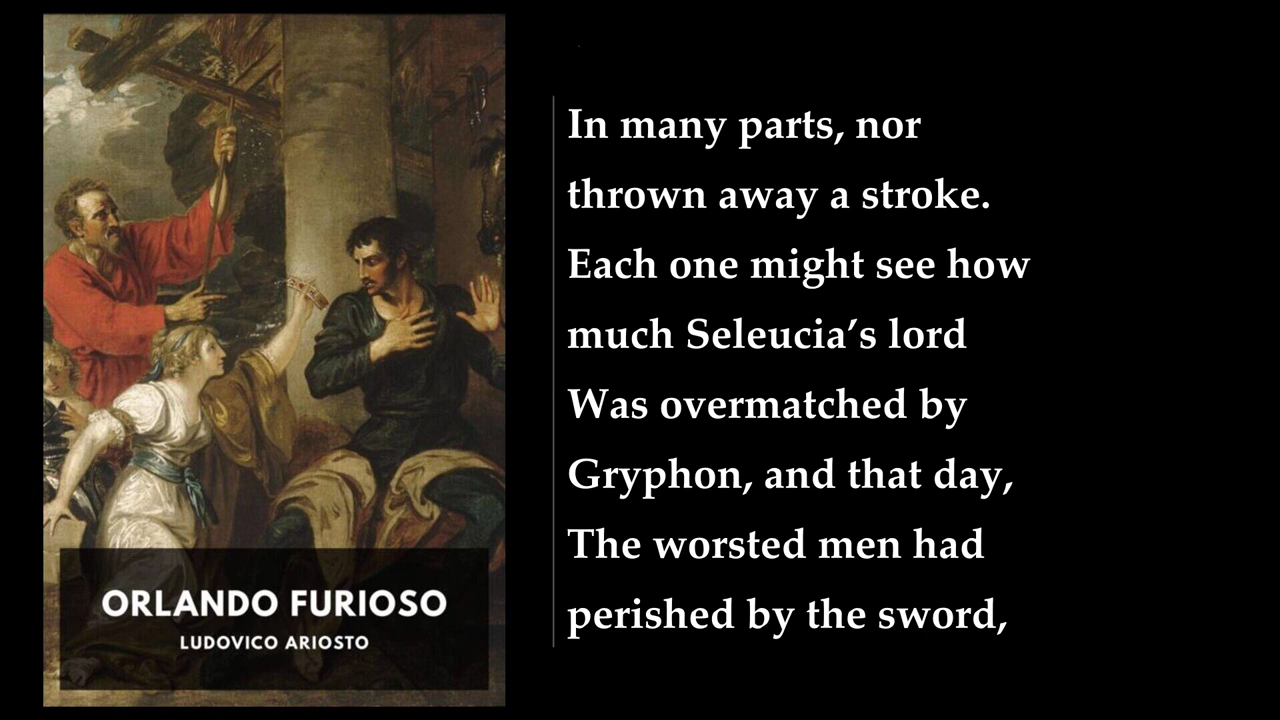 ORLANDO FURIOSO
LUDOVICO ARIOSTO
In many parts, nor
thrown away a stroke.
Each one might see how
much Seleucia’s lord
Was overmatched by
Gryphon, and that day,
The worsted men had
perished by the sword,